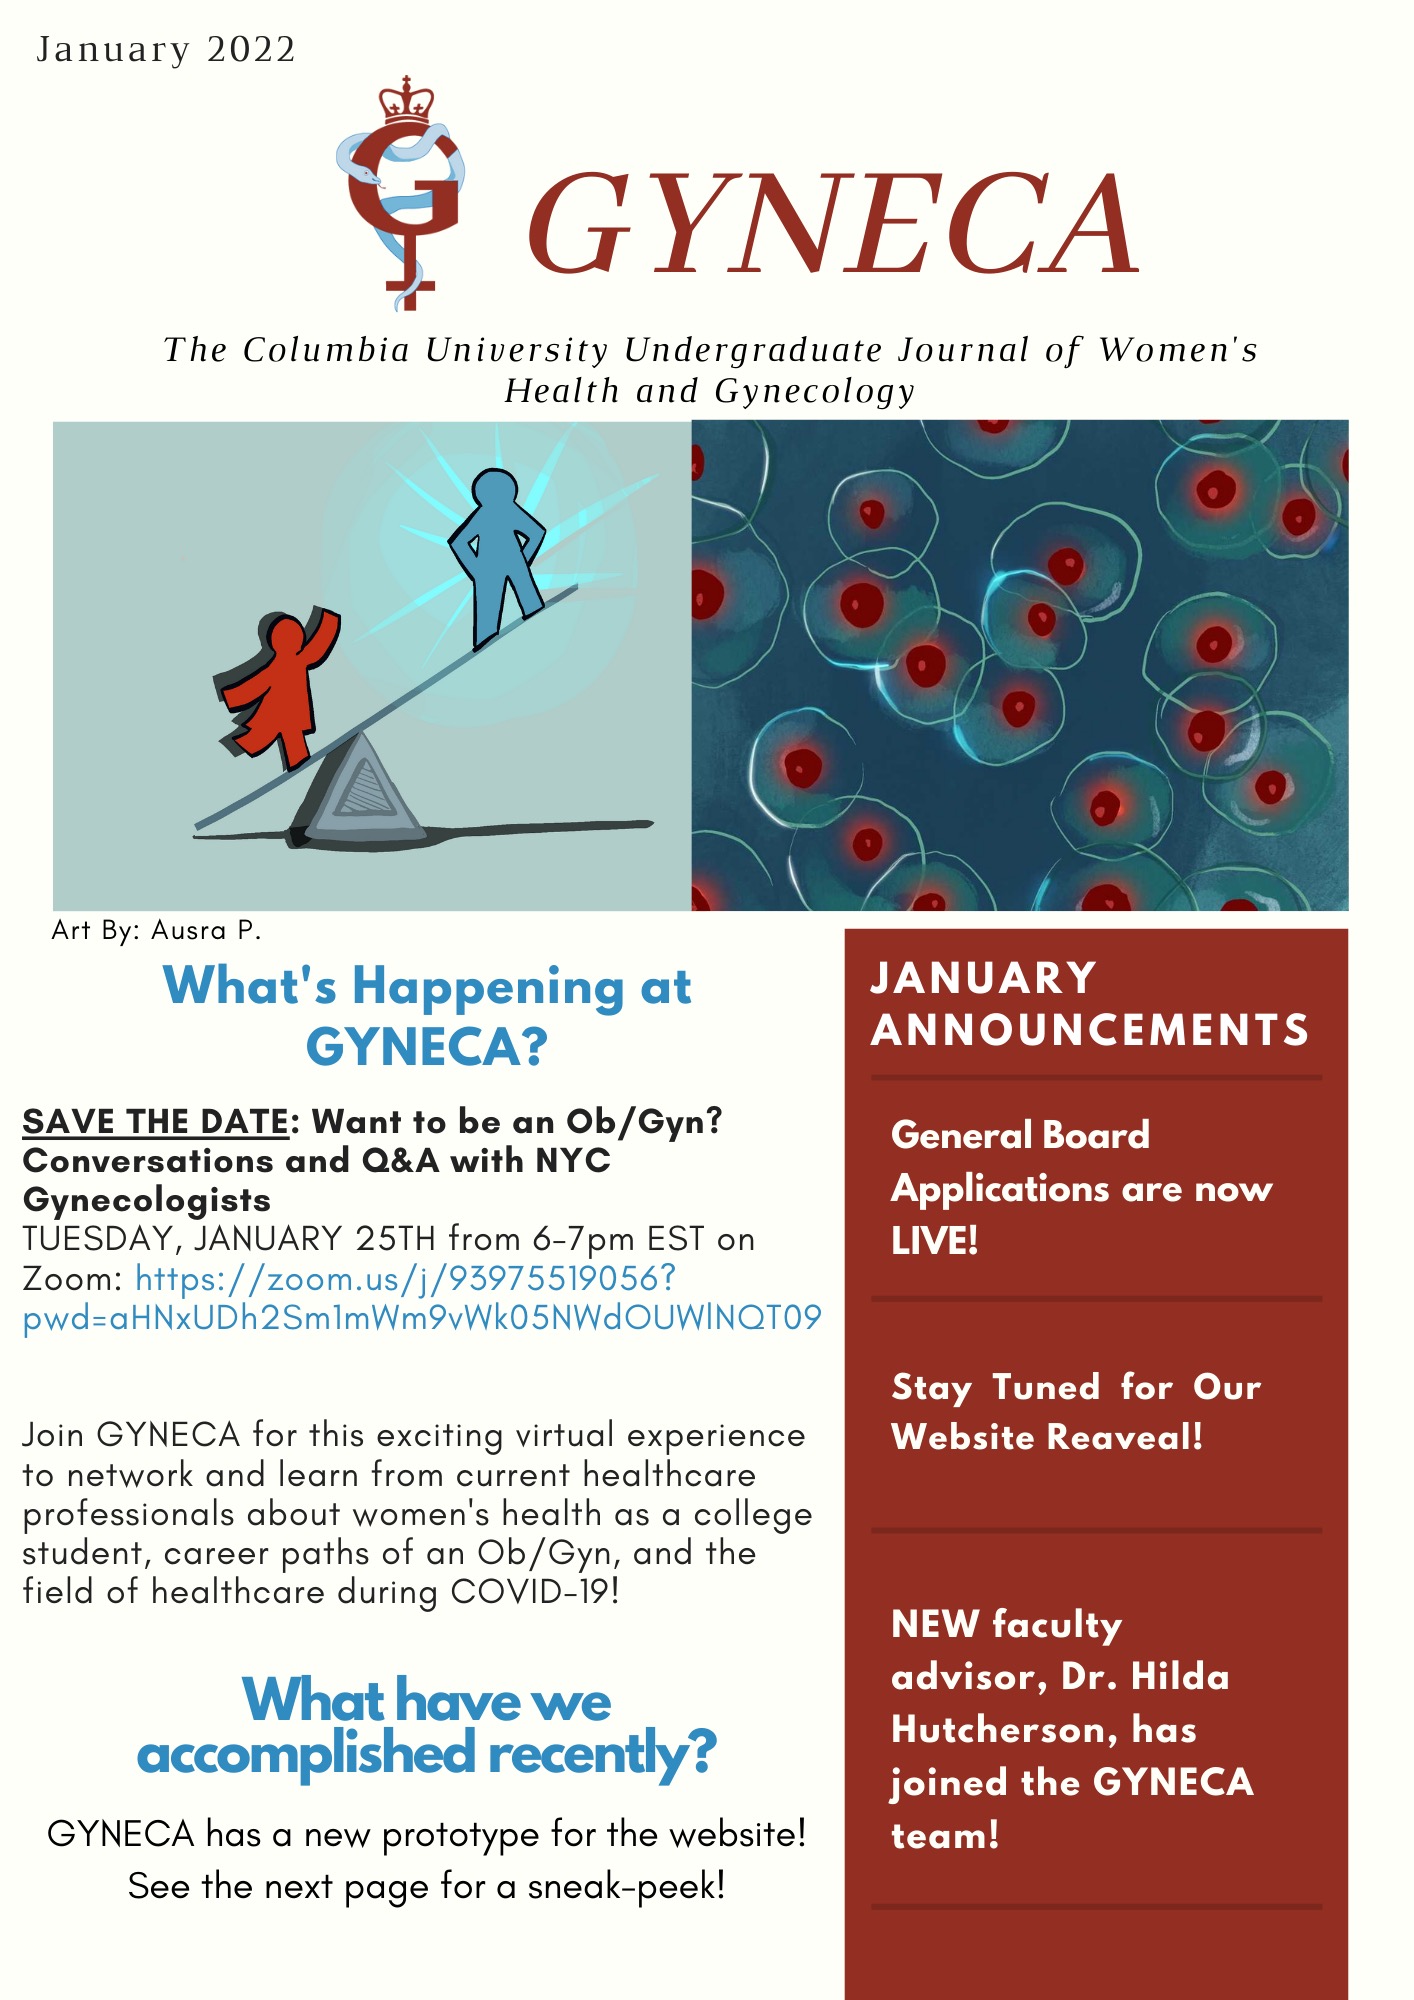 January 2022
G
GYNECA
The Columbia University Undergraduate Journal of Women's
Health and Gynecology
Art By: Ausra P.
What's Happening at
GYNECA?
SAVE THE DATE: Want to be an Ob/Gyn?
Conversations and Q&A with NYC
Gynecologists
TUESDAY, JANUARY 25TH from 6-7pm EST on
Zoom: https://zoom.us/j/93975519056?
pwd=aHNxUDh2Sm1mWm9vWk05NWdOUWlNQT09
Join GYNECA for this exciting virtual experience
to network and learn from current healthcare
professionals about women's health as a college
student, career paths of an Ob/Gyn, and the
field of healthcare during COVID-19!
What have we
accomplished recently?
GYNECA has a new prototype for the website!
See the next page for a sneak-peek!
JANUARY
ANNOUNCEMENTS
General Board
Applications are now
LIVE!
Stay Tuned for Our
Website Reaveal!
NEW faculty
advisor, Dr. Hilda
Hutcherson, has
joined the GYNECA
team!